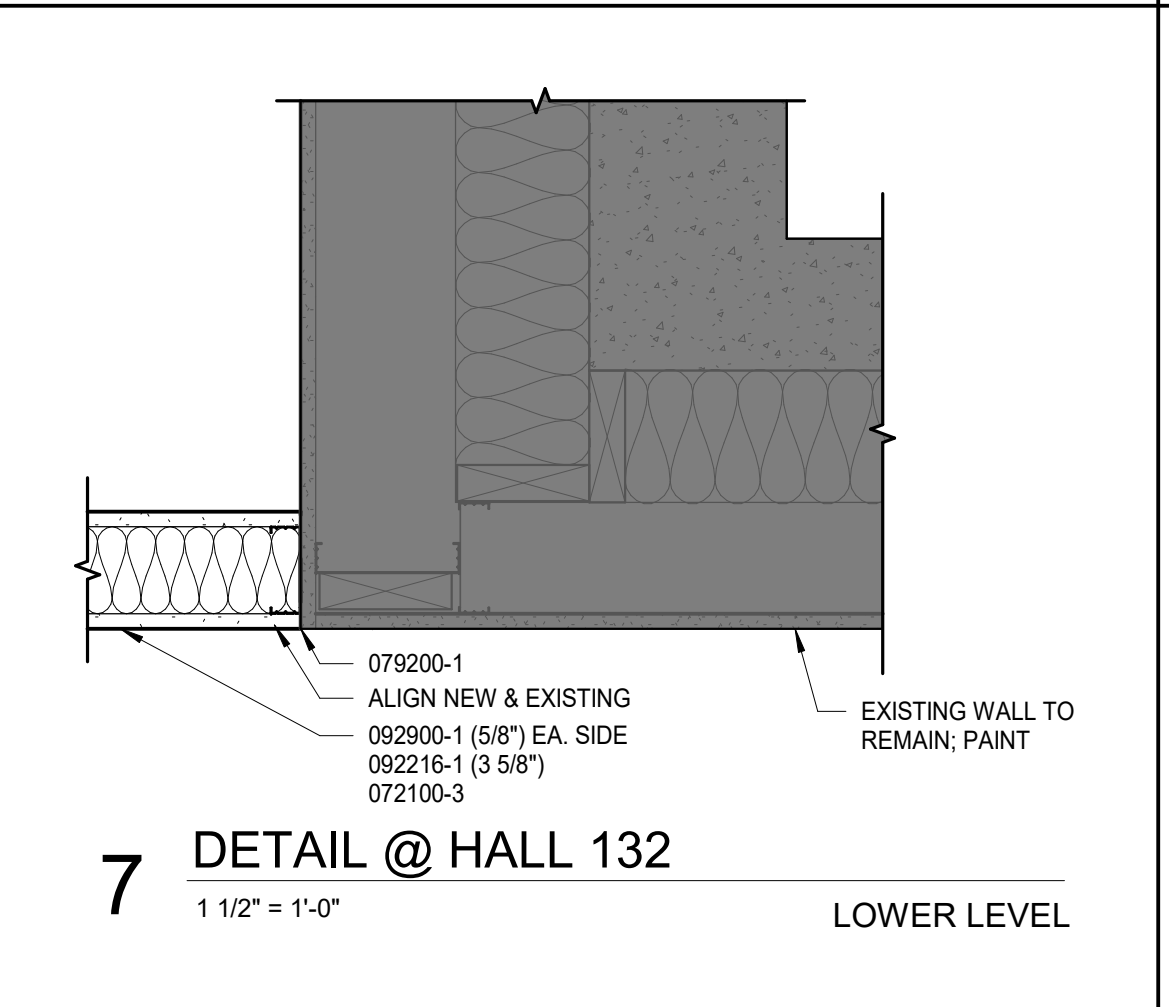 079200-1
ALIGN NEW & EXISTING
092900-1 (5/8") EA. SIDE
092216-1 (3 5/8")
072100-3
EXISTING WALL TO
REMAIN; PAINT
7
DETAIL @ HALL 132
1 1/2" = 1'-0"
LOWER LEVEL